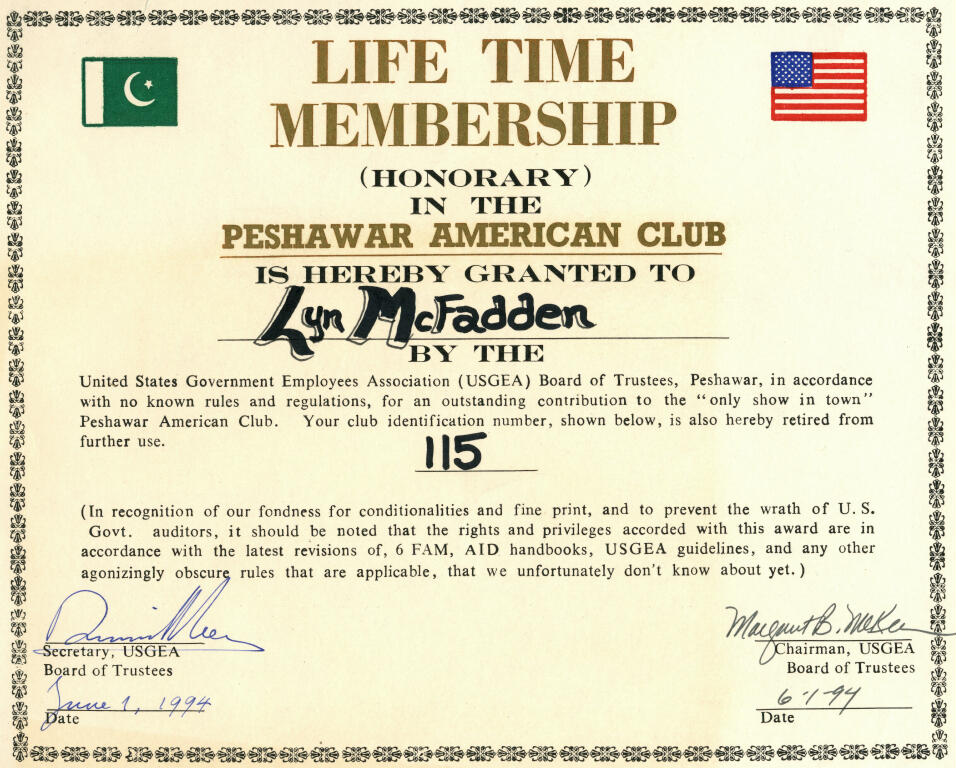 LIFE TIME
MEMBERSHIP
(HONORARY)
IN THE
PESHAWAR AMERICAN CLUB
IS HEREBY GRANTED TO
Lyn McFadden
BY THE
United States Government Employees Association (USGEA) Board of Trustees, Peshawar, in accordance
with no known rules and regulations, for an outstanding contribution to the “only show in town”
Peshawar American Club. Your club identification number, shown below, is also hereby retired from
further use.
115
(In recognition of our fondness for conditionalities and fine print, and to prevent the wrath of U. S.
Govt. auditors, it should be noted that the rights and privileges accorded with this award are in
accordance with the latest revisions of, 6 FAM, AID handbooks, USGEA guidelines, and any other
agonizingly obscure rules that are applicable, that we unfortunately don't know about yet.)
Margaret B.
Secretary, USGEA
Board of Trustees
Chairman, USGEA
Board of Trustees
June 1, 1994
Date
6-1-94
Date